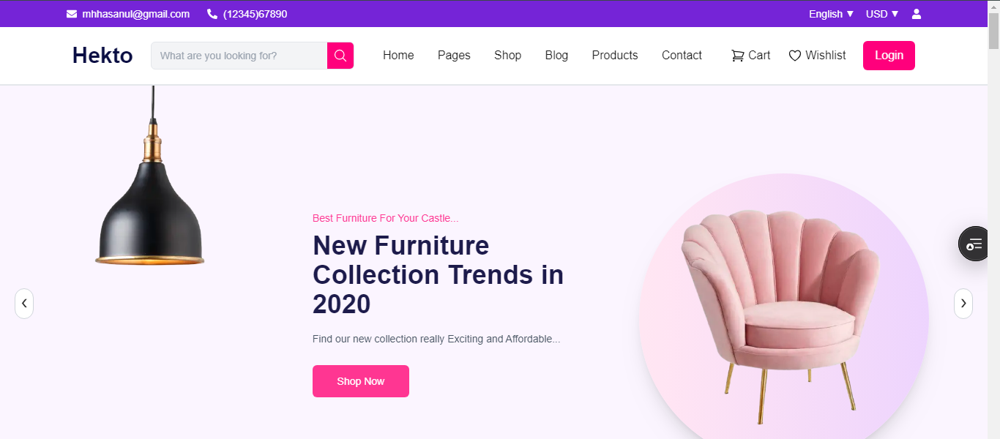 mhhasanul@gmail.com (12345)67890 English ▼ USD ▼
Hekto What are you looking for? Home Pages Shop Blog Products Contact Cart Wishlist Login
Best Furniture For Your Castle...
New Furniture
Collection Trends in
2020
Find our new collection really Exciting and Affordable...
Shop Now